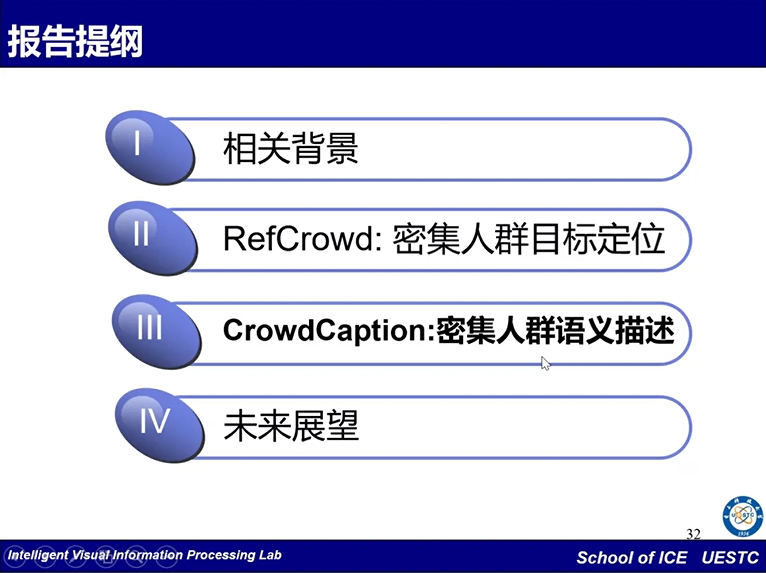 报告提纲
I
相关背景
II
RefCrowd: 密集人群目标定位
III
CrowdCaption:密集人群语义描述
IV
未来展望
UESTC
1956
32
Intelligent Visual Information Processing Lab
School of ICE UESTC